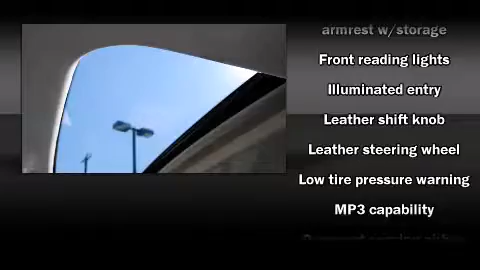 armrest w/storage
Front reading lights
Illuminated entry
Leather shift knob
Leather steering wheel
Low tire pressure warning
MP3 capability